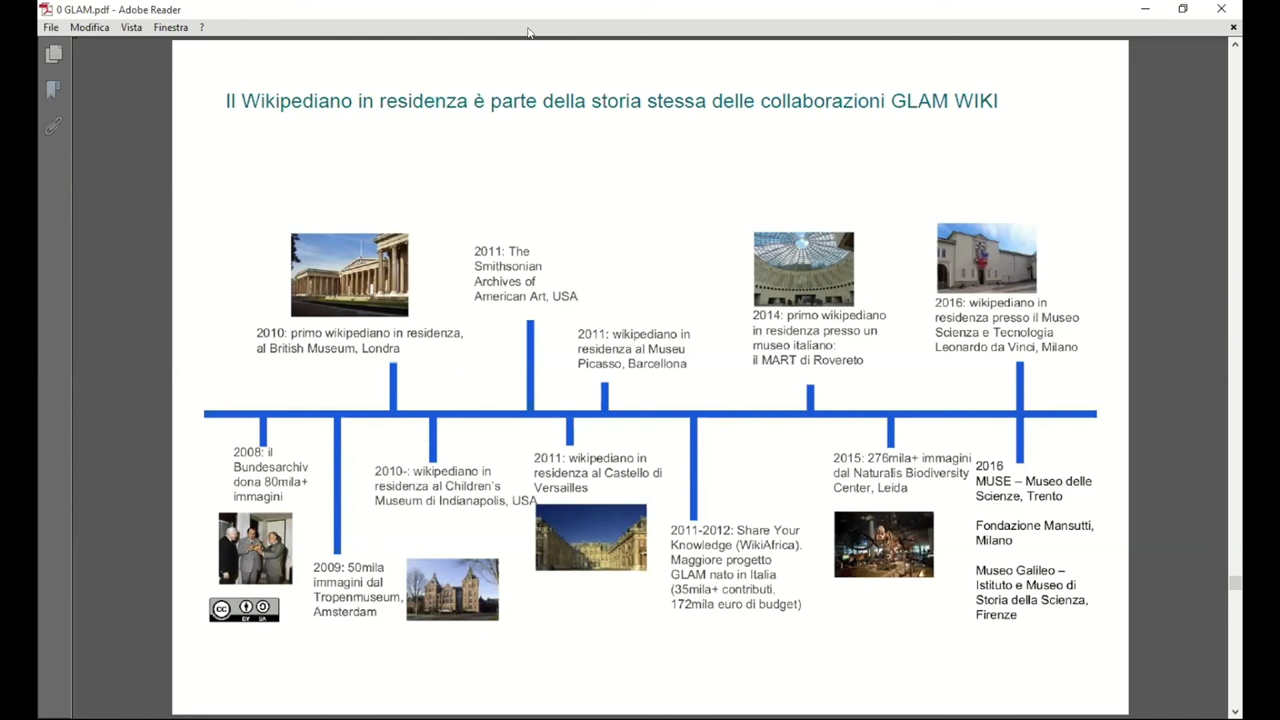 0 GLAM.pdf - Adobe Reader
File Modifica Vista Finestra ?
Il Wikipediano in residenza è parte della storia stessa delle collaborazioni GLAM WIKI
2010: primo wikipediano in residenza,
al British Museum, Londra
2011: The
Smithsonian
Archives of
American Art, USA
2011: wikipediano in
residenza al Museu
Picasso, Barcellona
2014: primo wikipediano
in residenza presso un
museo italiano:
il MART di Rovereto
2016: wikipediano in
residenza presso il Museo
Scienza e Tecnologia
Leonardo da Vinci, Milano
2008: il
Bundesarchiv
dona 80mila+
immagini
CC BY SA
2009: 50mila
immagini dal
Tropenmuseum,
Amsterdam
2010-: wikipediano in
residenza al Children's
Museum di Indianapolis, USA
2011: wikipediano in
residenza al Castello di
Versailles
2011-2012: Share Your
Knowledge (WikiAfrica).
Maggiore progetto
GLAM nato in Italia
(35mila+ contributi.
172mila euro di budget)
2015: 276mila+ immagini
dal Naturalis Biodiversity
Center, Leida
2016
MUSE – Museo delle
Scienze, Trento
Fondazione Mansutti,
Milano
Museo Galileo –
Istituto e Museo di
Storia della Scienza,
Firenze